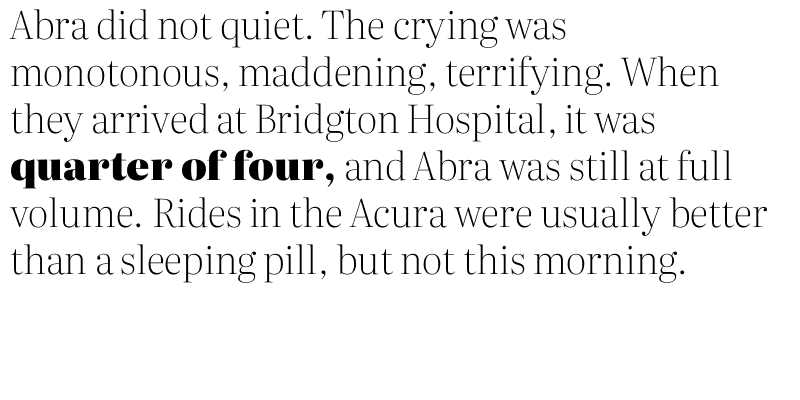 Abra did not quiet. The crying was
monotonous, maddening, terrifying. When
they arrived at Bridgton Hospital, it was
quarter of four, and Abra was still at full
volume. Rides in the Acura were usually better
than a sleeping pill, but not this morning.